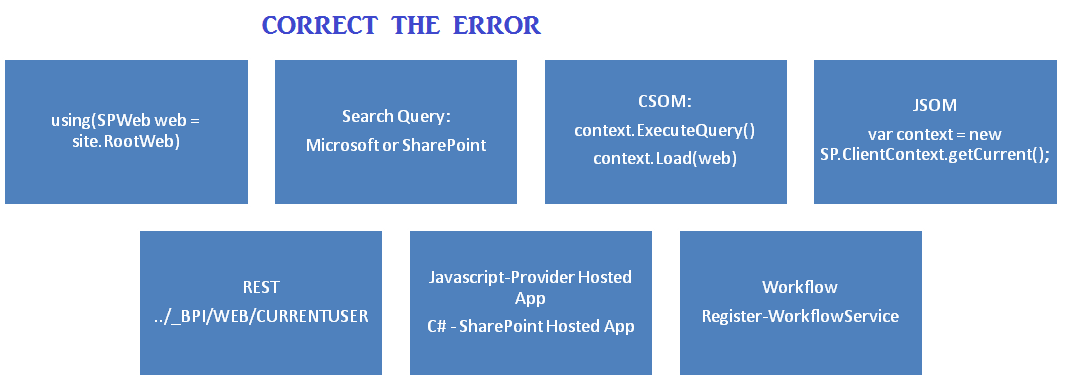 CORRECT THE ERROR
using(SPWeb web =
site.RootWeb)
Search Query:
Microsoft or SharePoint
CSOM:
context.ExecuteQuery()
context.Load(web)
JSOM
var context = new
SP.ClientContext.getCurrent();
REST
../_BPI/WEB/CURRENTUSER
Javascript-Provider Hosted
App
C# - SharePoint Hosted App
Workflow
Register-WorkflowService